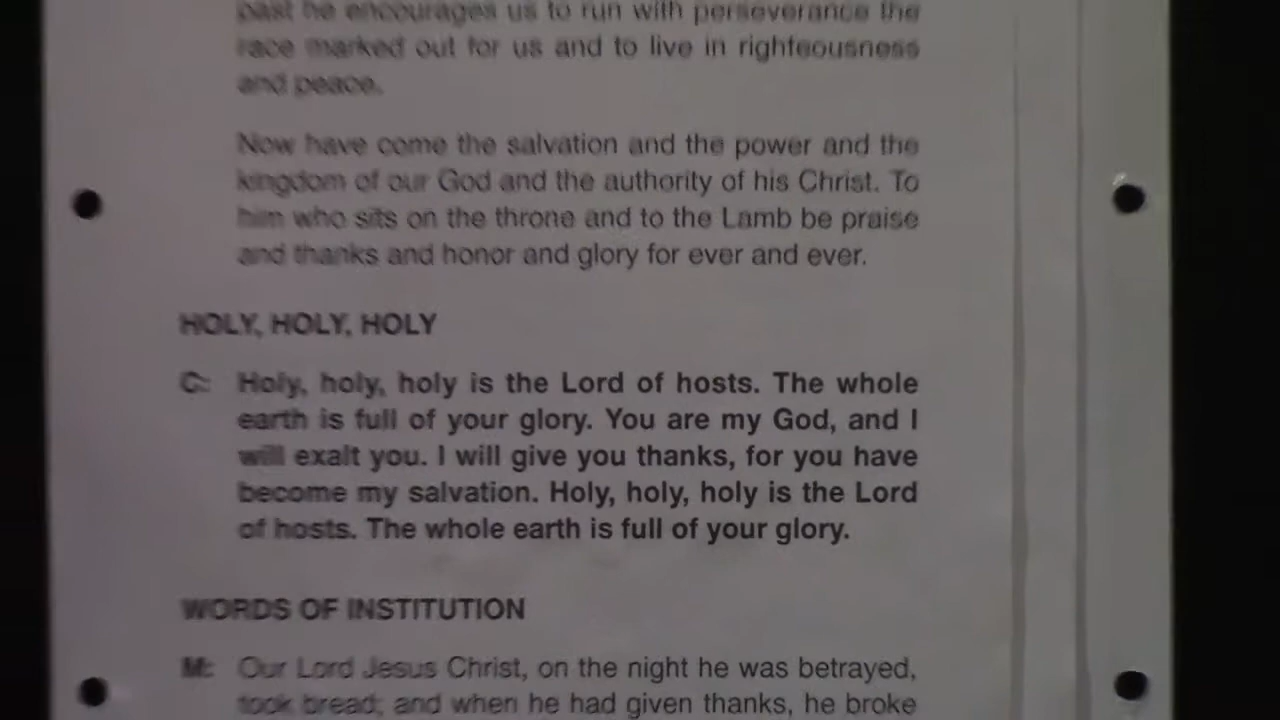 past he encourages us to run with perseverance the
race marked out for us and to live in righteousness
and peace.
Now have come the salvation and the power and the
kingdom of our God and the authority of his Christ. To
him who sits on the throne and to the Lamb be praise
and thanks and honor and glory for ever and ever.
HOLY, HOLY, HOLY
C: Holy, holy, holy is the Lord of hosts. The whole
earth is full of your glory. You are my God, and I
will exalt you. I will give you thanks, for you have
become my salvation. Holy, holy, holy is the Lord
of hosts. The whole earth is full of your glory.
WORDS OF INSTITUTION
M: Our Lord Jesus Christ, on the night he was betrayed,
took bread; and when he had given thanks, he broke